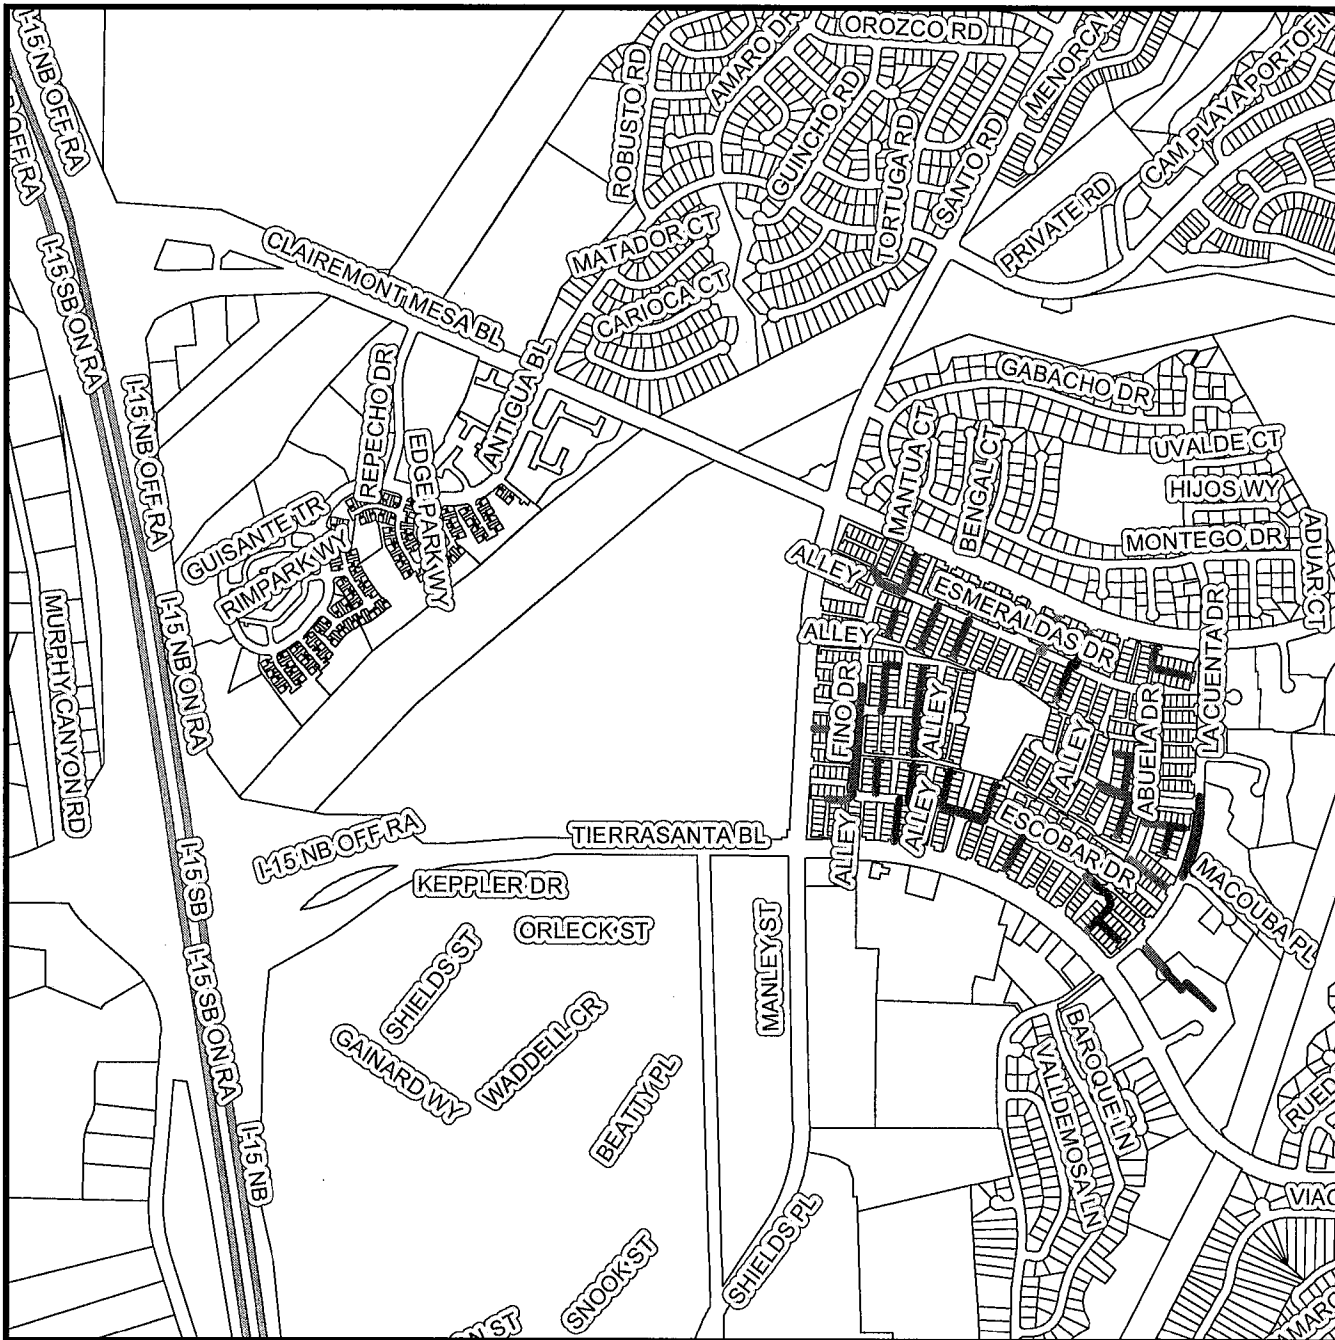 I-15 NB OFF RA
OFF RA
OROZCO RD
AMARO DR
ROBUSTO RD
GUINCHO RD
TORTUGA RD
SANTO RD
CAM PLAYA PORTOFI
PRIVATE RD
MATADOR CT
CARIOCA CT
CLAIREMONT MESA BL
I-15 SB ON RA
I-15 NB OFF RA
REPECHO DR
ANTIGUA BL
EDGE PARK WY
GUISANTE TR
RIMPARK WY
GABACHO DR
MANTUA CT
BENGAL CT
UVALDE CT
HIJOS WY
MONTEGO DR
ADUAR CT
ALLEY
ESMERALDAS DR
ALLEY
LA CUENTA DR
FINO DR
ALLEY
ALLEY
ABUELA DR
MURPHY CANYON RD
I-15 NB ON RA
I-15 NB OFF RA
TIERRASANTA BL
ALLEY
ALLEY
ESCOBAR DR
MACOUBA PL
I-15 SB
KEPPLER DR
ORLECK ST
SHIELDS ST
MANLEY ST
I-15 SB ON RA
GAINARD WY
WADDELL CR
BEATTY PL
BAROQUE LN
VALLDEMOSA LN
RUED
I-15 NB
VIA
SHIELDS PL
SNOOK ST
ST
MAR